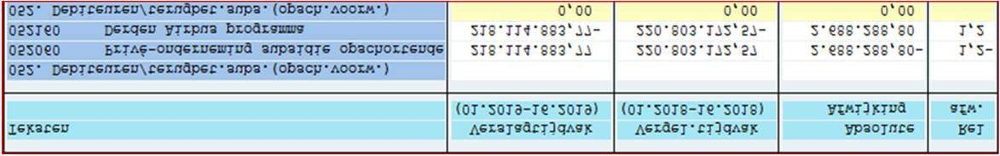 Teksten Verslagtijdvak Vergel.tijdvak Absolute Rel
(01.2019-16.2019) (01.2018-16.2018) Afwijking afw.
052. Debiteuren/terugbet.subs.(opsch.voorw.)
052060 Privé-onderneming subsidie opschortende 218.114.883,77 220.803.172,57 2.688.288,80- 1,2-
052160 Derden Airbus programma 218.114.883,77- 220.803.172,57- 2.688.288,80 1,2
052. Debiteuren/terugbet.subs.(opsch.voorw.) 0,00 0,00 0,00